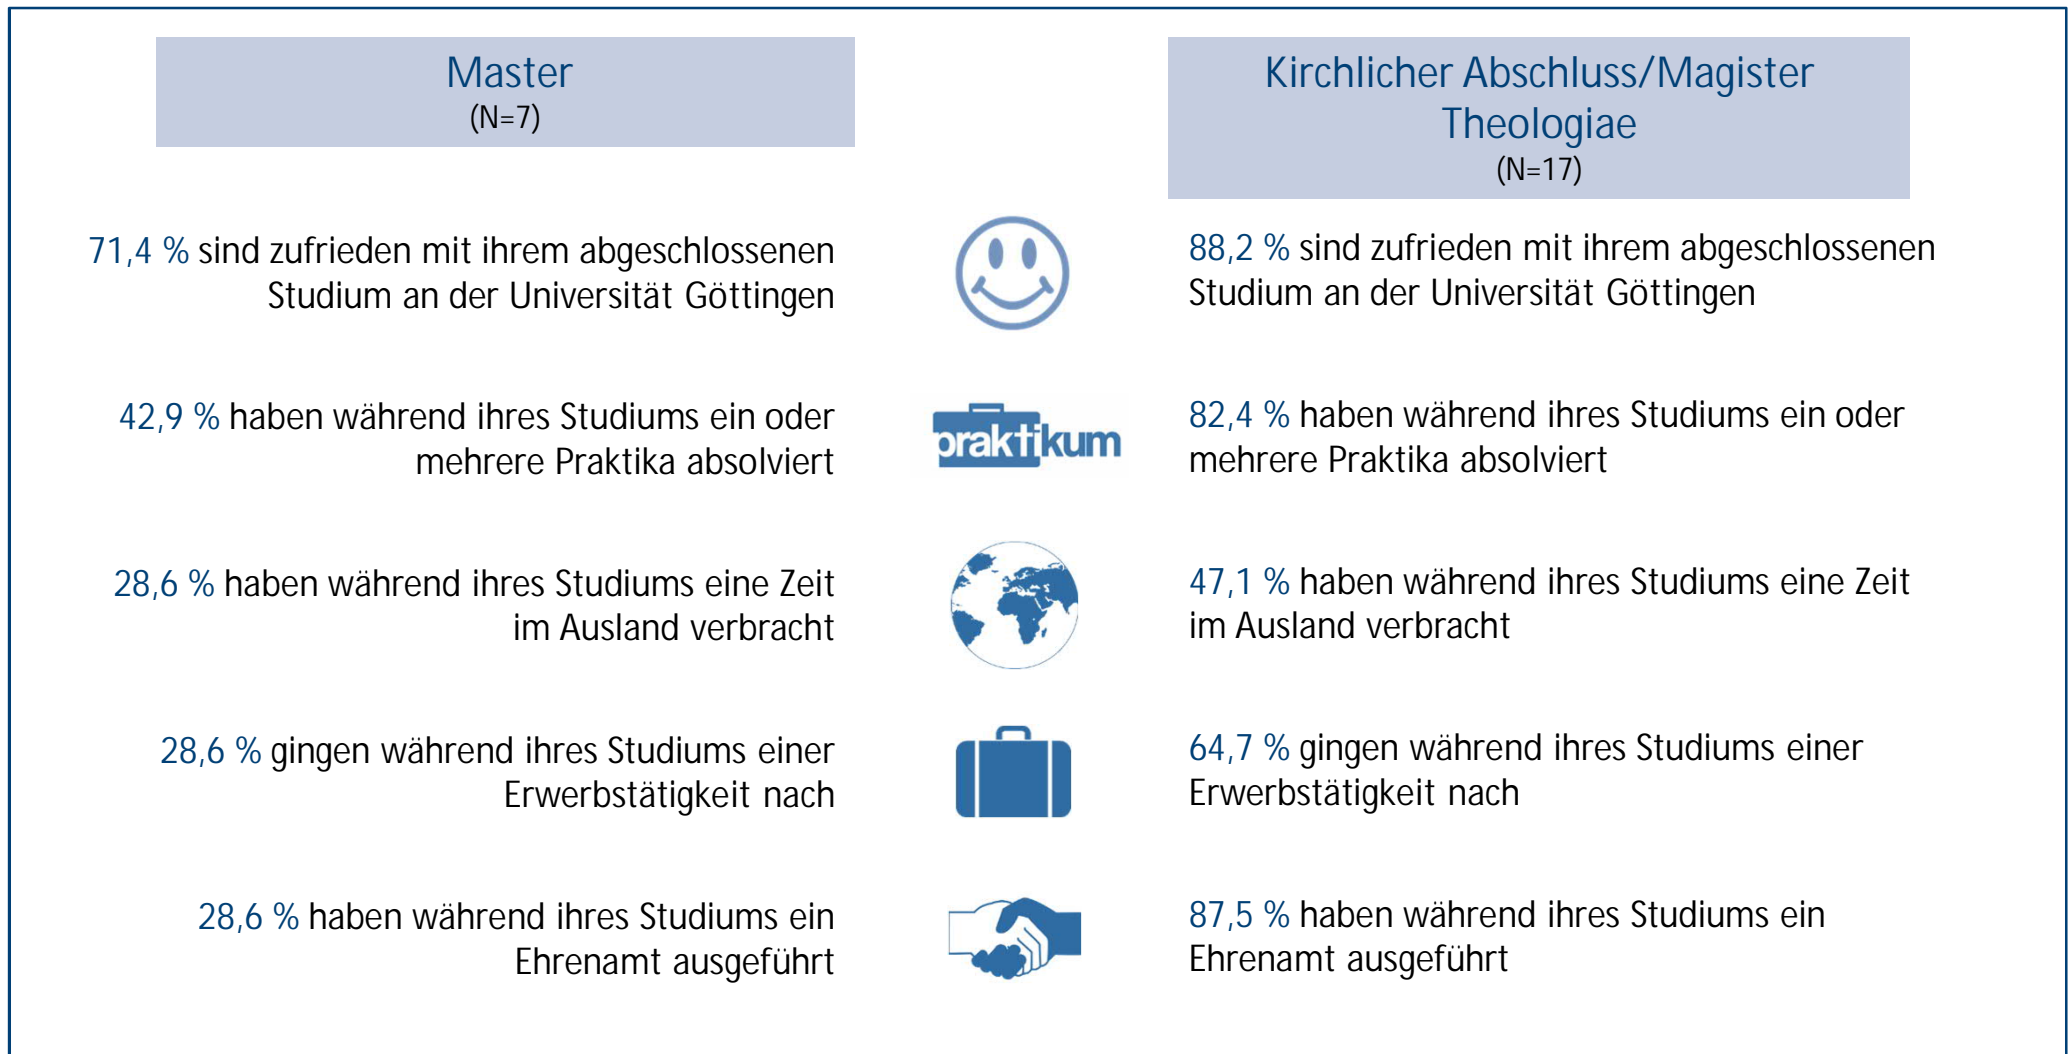 Master
(N=7)
Kirchlicher Abschluss/Magister
Theologiae
(N=17)
71,4 % sind zufrieden mit ihrem abgeschlossenen
Studium an der Universität Göttingen
88,2 % sind zufrieden mit ihrem abgeschlossenen
Studium an der Universität Göttingen
42,9 % haben während ihres Studiums ein oder
mehrere Praktika absolviert
praktikum
82,4 % haben während ihres Studiums ein oder
mehrere Praktika absolviert
28,6 % haben während ihres Studiums eine Zeit
im Ausland verbracht
47,1 % haben während ihres Studiums eine Zeit
im Ausland verbracht
28,6 % gingen während ihres Studiums einer
Erwerbstätigkeit nach
64,7 % gingen während ihres Studiums einer
Erwerbstätigkeit nach
28,6 % haben während ihres Studiums ein
Ehrenamt ausgeführt
87,5 % haben während ihres Studiums ein
Ehrenamt ausgeführt